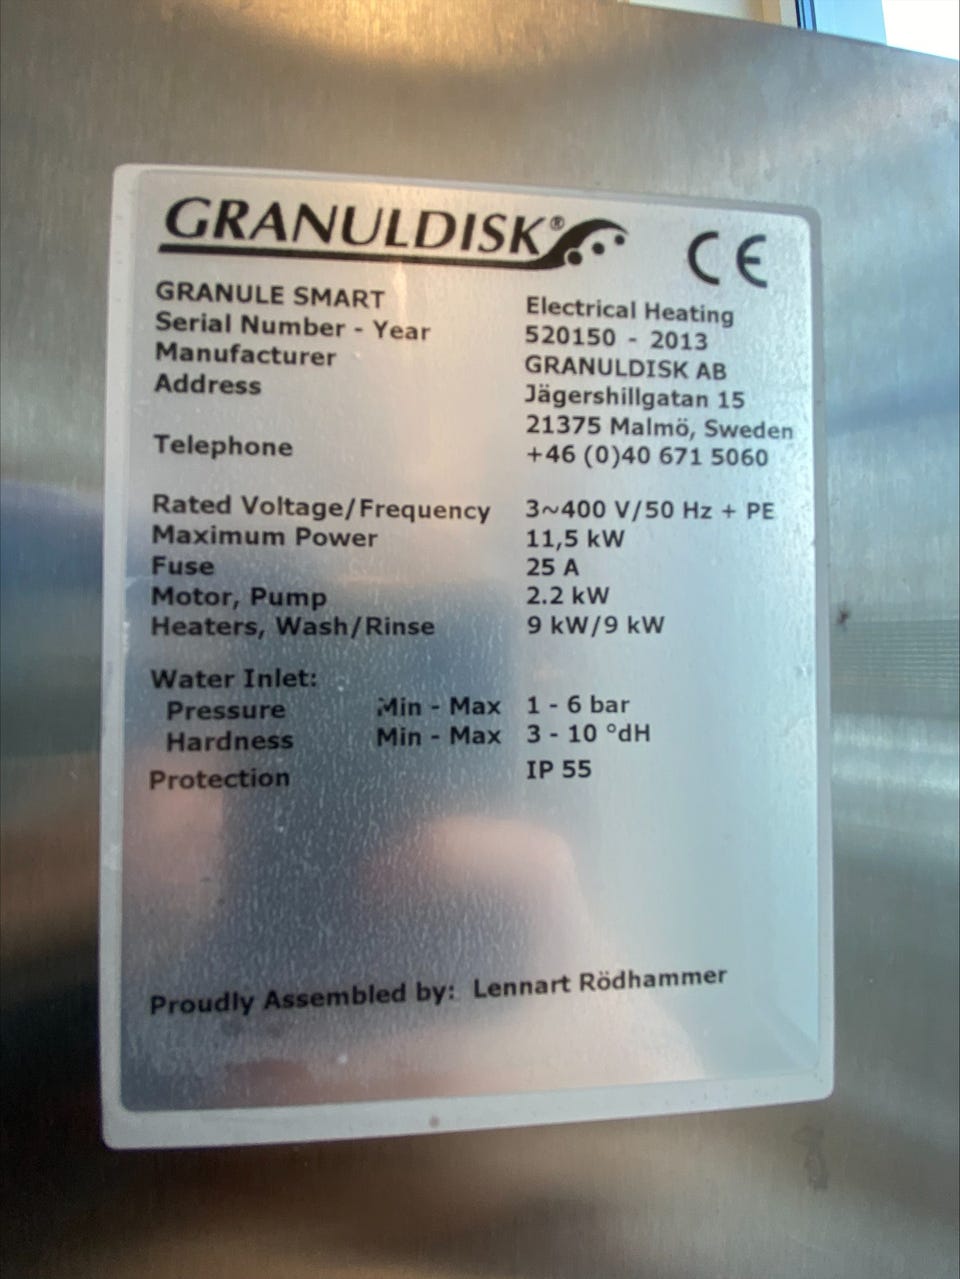 GRANULDISK®
CE
GRANULE SMART Electrical Heating
Serial Number - Year 520150 - 2013
Manufacturer GRANULDISK AB
Address Jägershillgatan 15
21375 Malmö, Sweden
Telephone +46 (0)40 671 5060
Rated Voltage/Frequency 3~400 V/50 Hz + PE
Maximum Power 11,5 kW
Fuse 25 A
Motor, Pump 2.2 kW
Heaters, Wash/Rinse 9 kW/9 kW
Water Inlet:
Pressure Min - Max 1 - 6 bar
Hardness Min - Max 3 - 10 °dH
Protection IP 55
Proudly Assembled by: Lennart Rödhammer